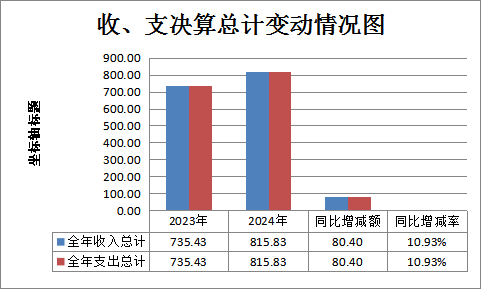 收、支决算总计变动情况图
坐标轴标题
900.00
800.00
700.00
600.00
500.00
400.00
300.00
200.00
100.00
0.00
2023年 2024年 同比增减额 同比增减率
全年收入总计 735.43 815.83 80.40 10.93%
全年支出总计 735.43 815.83 80.40 10.93%